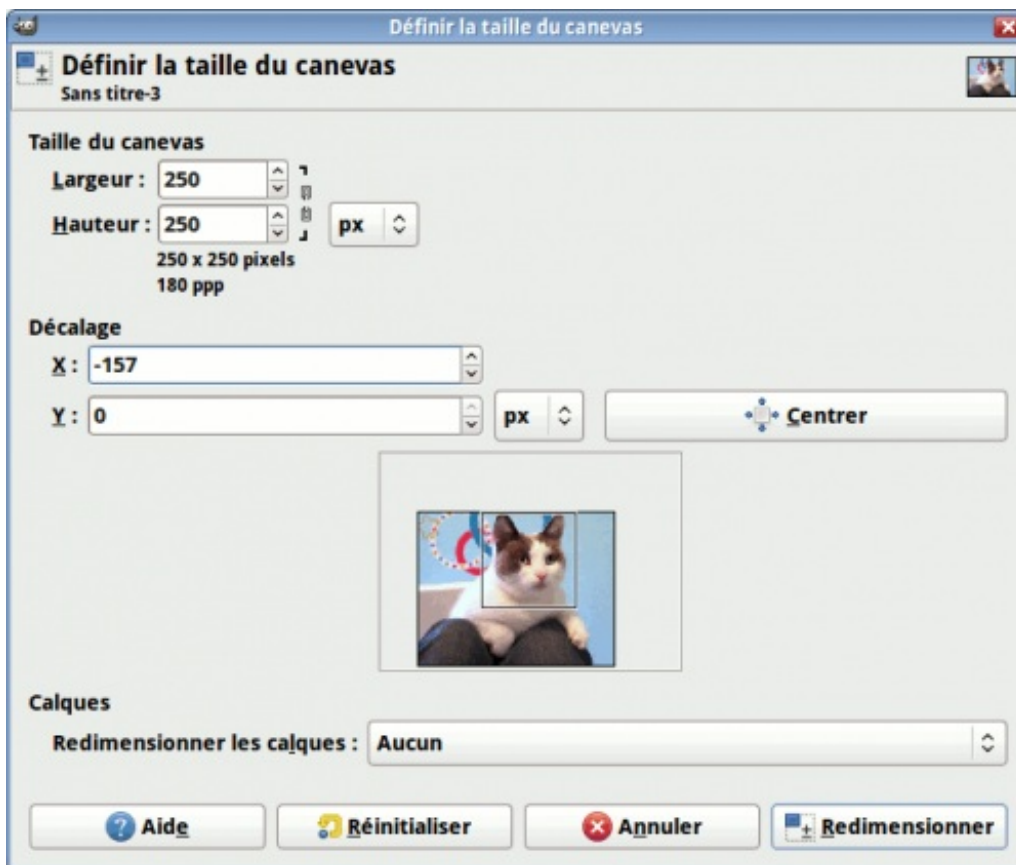 Définir la taille du canevas
Définir la taille du canevas
Sans titre-3
Taille du canevas
Largeur : 250
Hauteur : 250 px
250 x 250 pixels
180 ppp
Décalage
X : -157
Y : 0 px Centrer
Calques
Redimensionner les calques : Aucun
Aide Réinitialiser Annuler Redimensionner